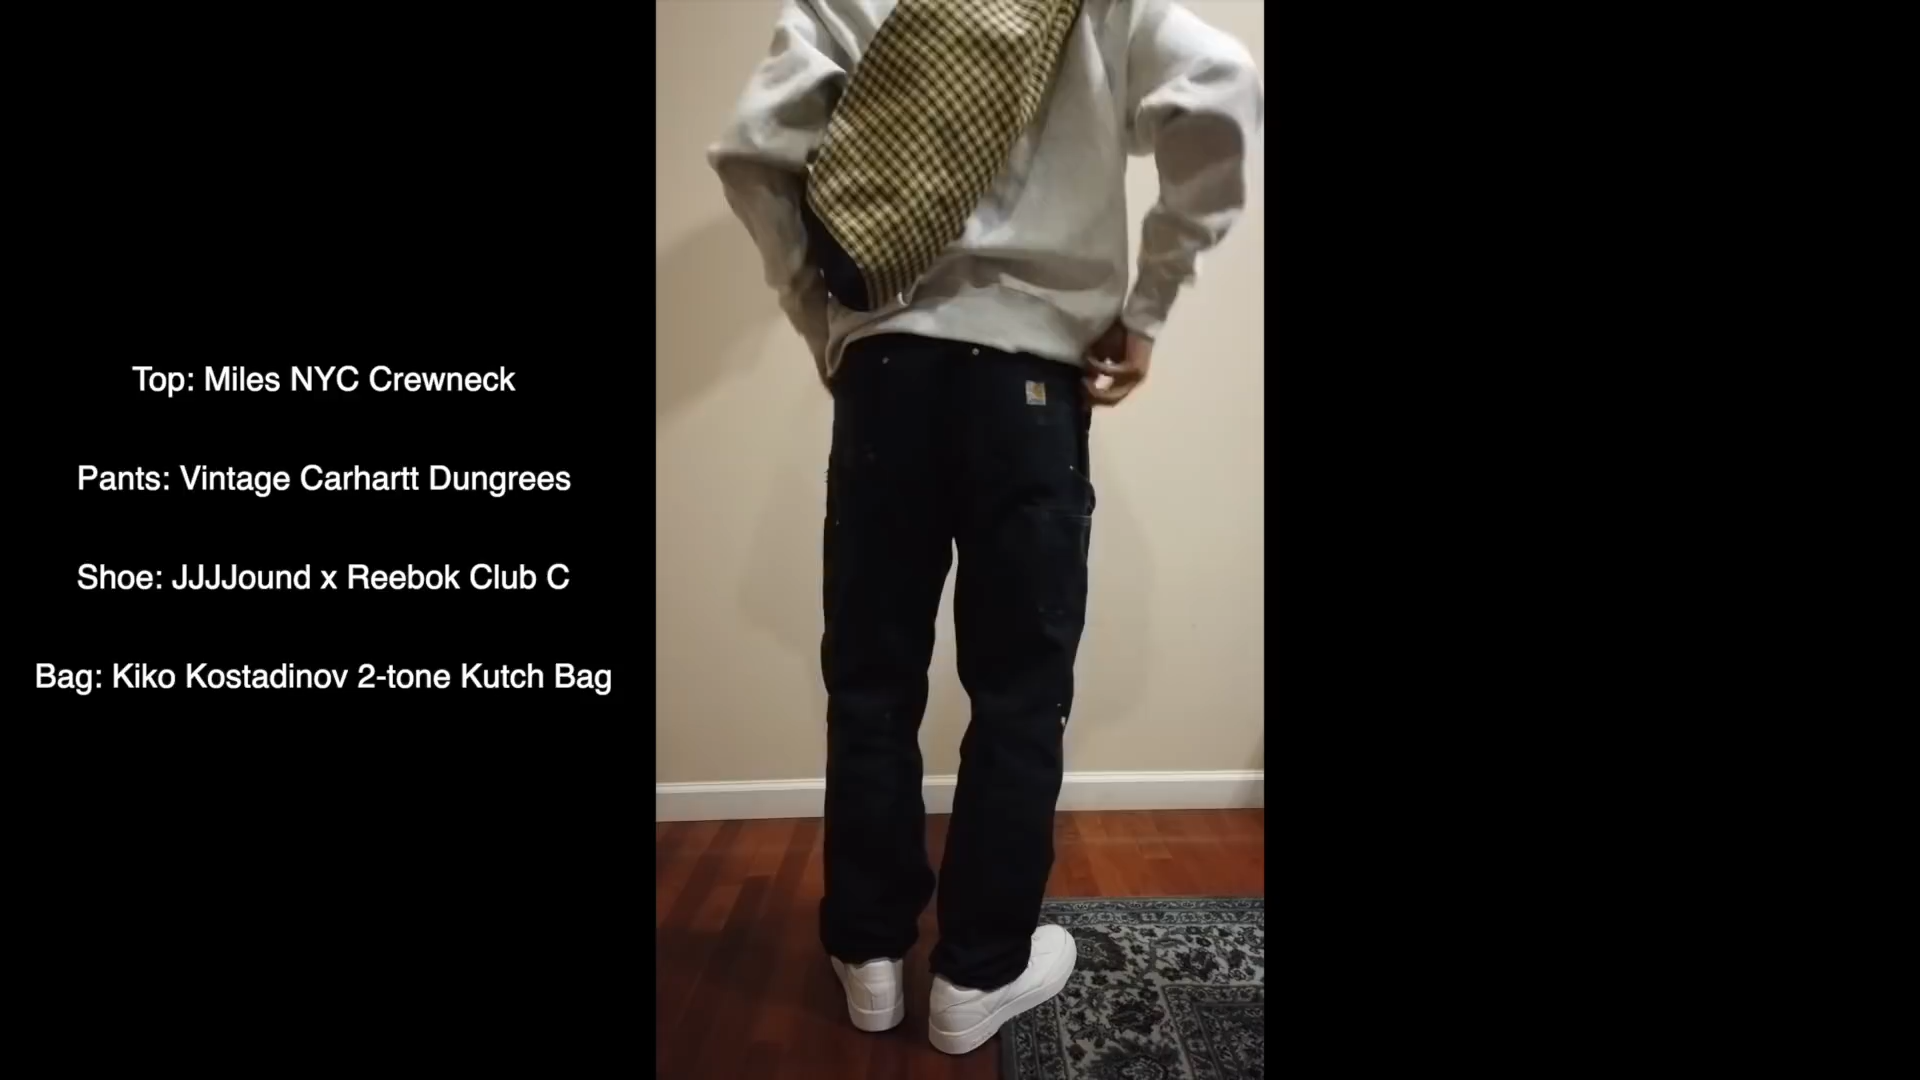 Top: Miles NYC Crewneck
Pants: Vintage Carhartt Dungrees
Shoe: JJJJound x Reebok Club C
Bag: Kiko Kostadinov 2-tone Kutch Bag